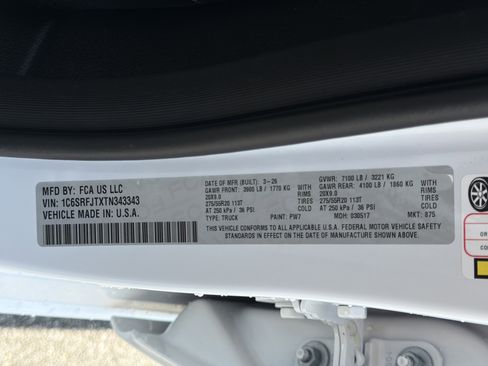 MFD BY: FCA US LLC
VIN: 1C6SRFJTXTN343343
VEHICLE MADE IN: U.S.A.
DATE OF MFR (BUILT): 3-26
GAWR FRONT: 3900 LB / 1770 KG WITH
20X9.0 RIMS
275/55R20 113T TIRES
AT 250 kPa / 36 PSI COLD
TYPE: TRUCK PAINT: PW7
GVWR: 7100 LB / 3221 KG
GAWR REAR: 4100 LB / 1860 KG WITH
20X9.0 RIMS
275/55R20 113T TIRES
AT 250 kPa / 36 PSI COLD
MDH: 030517 MKT: 875
THIS VEHICLE CONFORMS TO ALL APPLICABLE U.S.A. FEDERAL MOTOR VEHICLE SAFETY
STANDARDS IN EFFECT ON THE DATE OF MANUFACTURE SHOWN ABOVE.